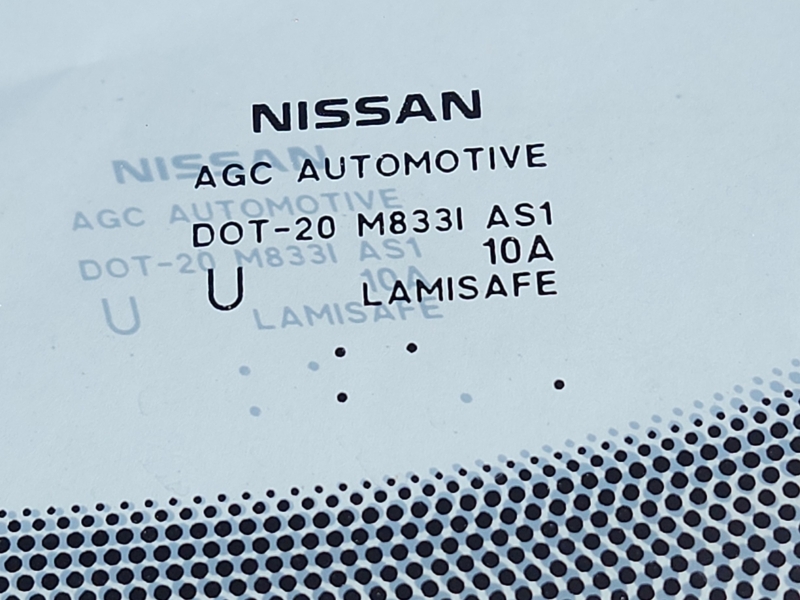 NISSAN
AGC AUTOMOTIVE
DOT-20 M833I AS1
10A
U LAMISAFE